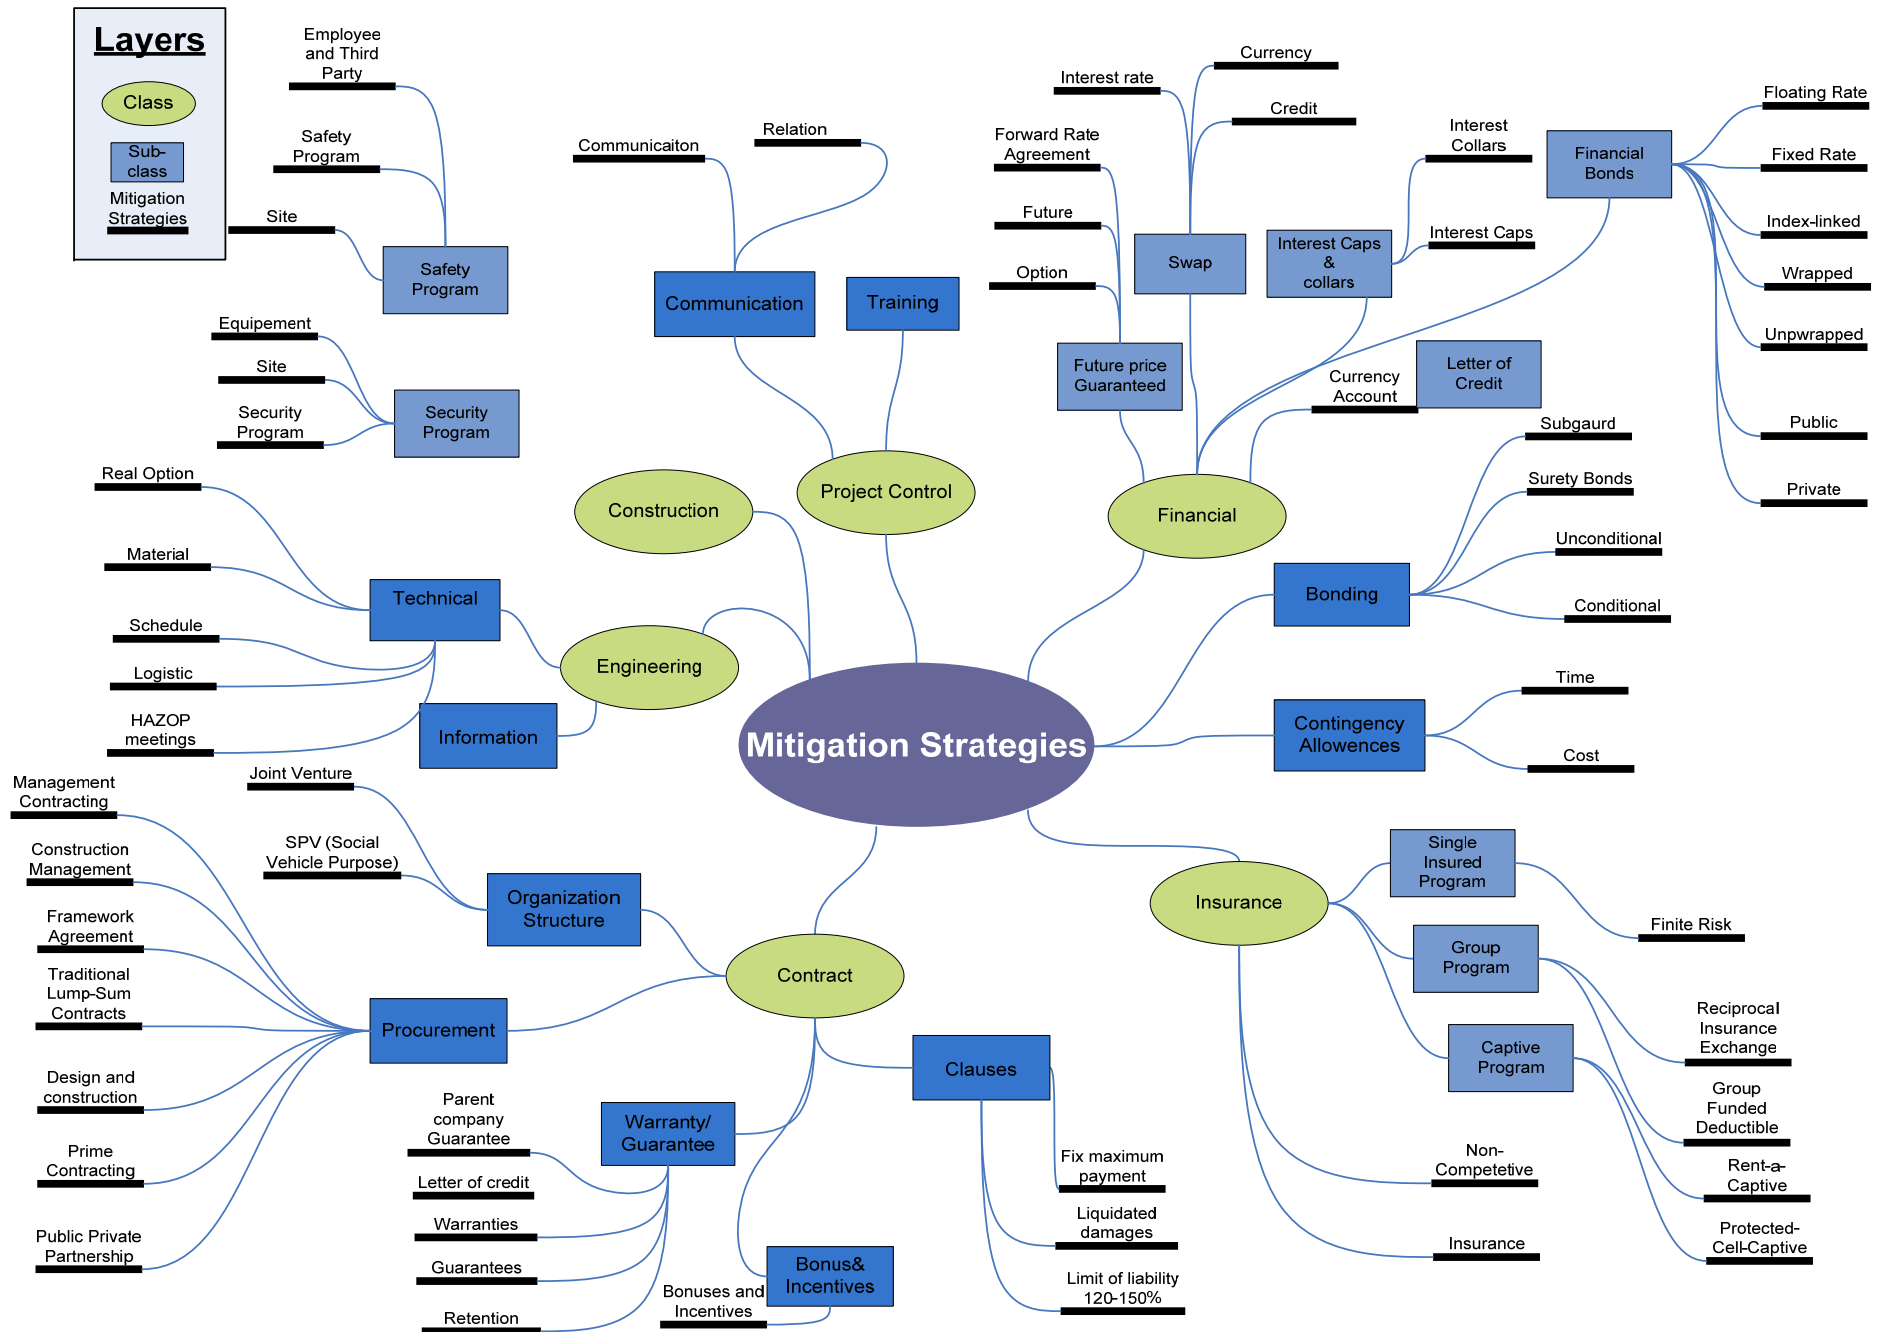 Layers
Class
Sub-
class
Mitigation
Strategies
Employee
and Third
Party
Safety
Program
Site
Safety
Program
Equipement
Site
Security
Program
Security
Program
Communicaiton
Relation
Communication
Training
Construction
Project Control
Interest rate
Currency
Credit
Forward Rate
Agreement
Future
Option
Swap
Future price
Guaranteed
Interest
Collars
Interest Caps
Interest Caps
&
collars
Financial
Bonds
Floating Rate
Fixed Rate
Index-linked
Wrapped
Unpwrapped
Public
Private
Currency
Account
Letter of
Credit
Financial
Subgaurd
Surety Bonds
Unconditional
Conditional
Bonding
Time
Cost
Contingency
Allowences
Real Option
Material
Schedule
Logistic
HAZOP
meetings
Technical
Engineering
Information
Mitigation Strategies
Joint Venture
SPV (Social
Vehicle Purpose)
Organization
Structure
Management
Contracting
Construction
Management
Framework
Agreement
Traditional
Lump-Sum
Contracts
Design and
construction
Prime
Contracting
Public Private
Partnership
Procurement
Contract
Parent
company
Guarantee
Letter of credit
Warranties
Guarantees
Retention
Warranty/
Guarantee
Bonuses and
Incentives
Bonus&
Incentives
Clauses
Fix maximum
payment
Liquidated
damages
Limit of liability
120-150%
Insurance
Single
Insured
Program
Finite Risk
Group
Program
Reciprocal
Insurance
Exchange
Group
Funded
Deductible
Captive
Program
Rent-a-
Captive
Protected-
Cell-Captive
Non-
Competetive
Insurance